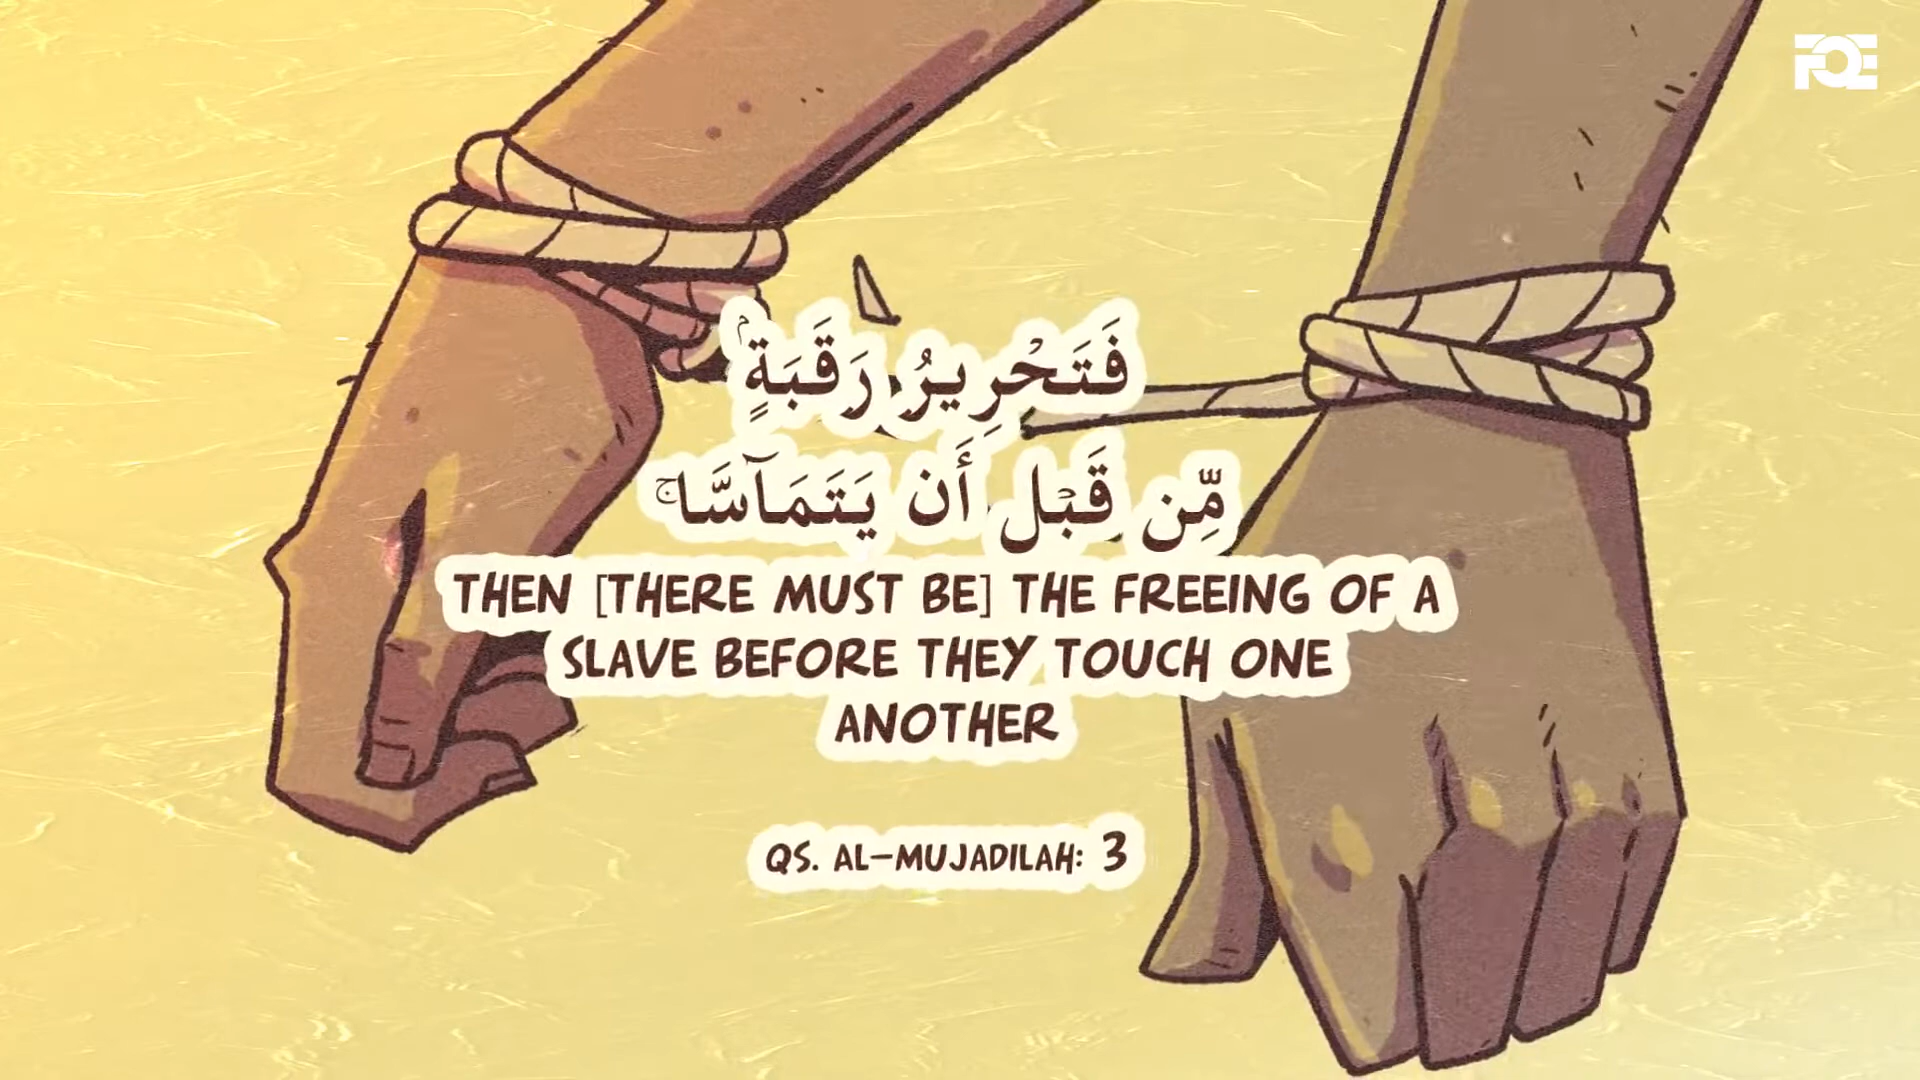 FQE
فَتَحْرِيرُ رَقَبَةٍۢ
مِّن قَبْلِ أَن يَتَمَآسَّا ۚ
THEN [THERE MUST BE] THE FREEING OF A
SLAVE BEFORE THEY TOUCH ONE
ANOTHER
QS. AL-MUJADILAH: 3